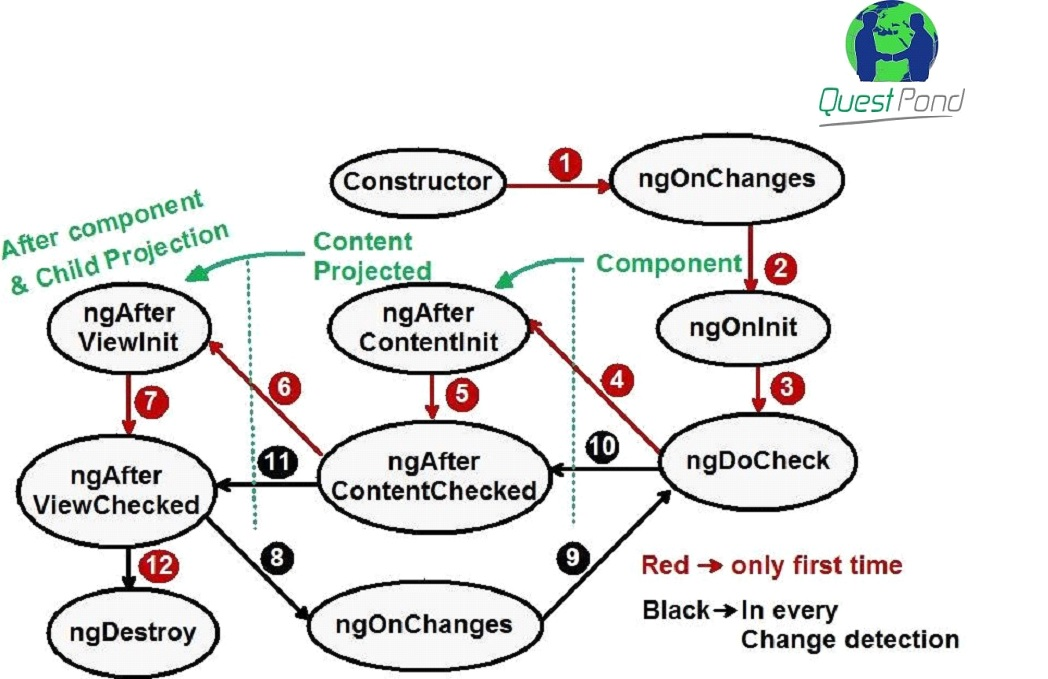 Quest Pond
Constructor
1
ngOnChanges
After component
& Child Projection
Content
Projected
Component
2
ngAfter
ViewInit
ngAfter
ContentInit
ngOnInit
6
4
3
7
5
ngAfter
ViewChecked
11
ngAfter
ContentChecked
10
ngDoCheck
12
8
9
Red → only first time
ngDestroy
ngOnChanges
Black → In every
Change detection